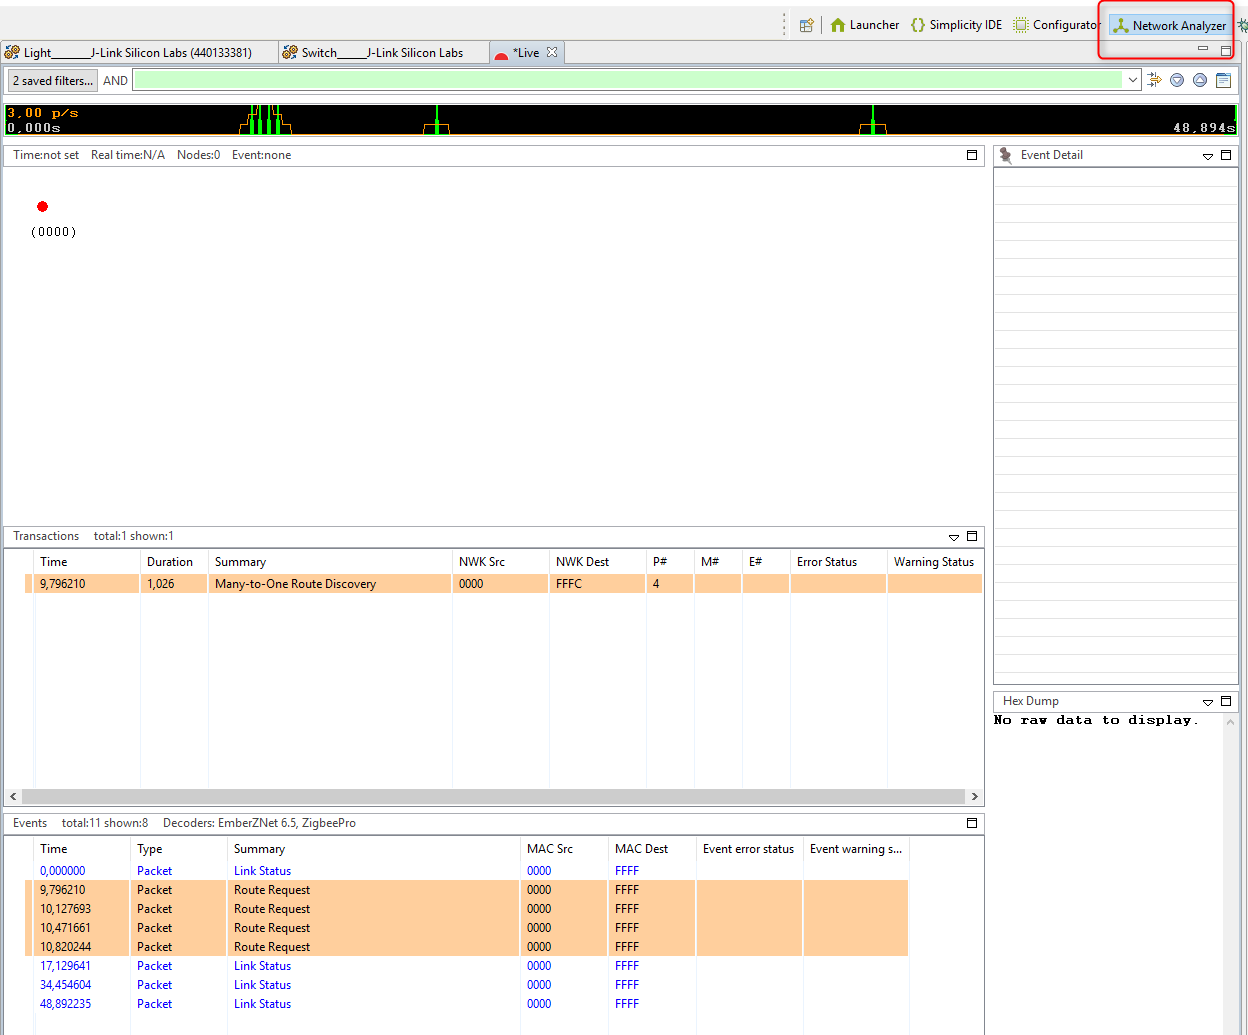 Launcher Simplicity IDE Configurator Network Analyzer
Light_______J-Link Silicon Labs (440133381) Switch_____J-Link Silicon Labs *Live
2 saved filters... AND
3,00 p/s
0,000s 48,894s
Time:not set Real time:N/A Nodes:0 Event:none
Event Detail
(0000)
Transactions total:1 shown:1
Time Duration Summary NWK Src NWK Dest P# M# E# Error Status Warning Status
9,796210 1,026 Many-to-One Route Discovery 0000 FFFC 4
Hex Dump
No raw data to display.
Events total:11 shown:8 Decoders: EmberZNet 6.5, ZigbeePro
Time Type Summary MAC Src MAC Dest Event error status Event warning s...
0,000000 Packet Link Status 0000 FFFF
9,796210 Packet Route Request 0000 FFFF
10,127693 Packet Route Request 0000 FFFF
10,471661 Packet Route Request 0000 FFFF
10,820244 Packet Route Request 0000 FFFF
17,129641 Packet Link Status 0000 FFFF
34,454604 Packet Link Status 0000 FFFF
48,892235 Packet Link Status 0000 FFFF